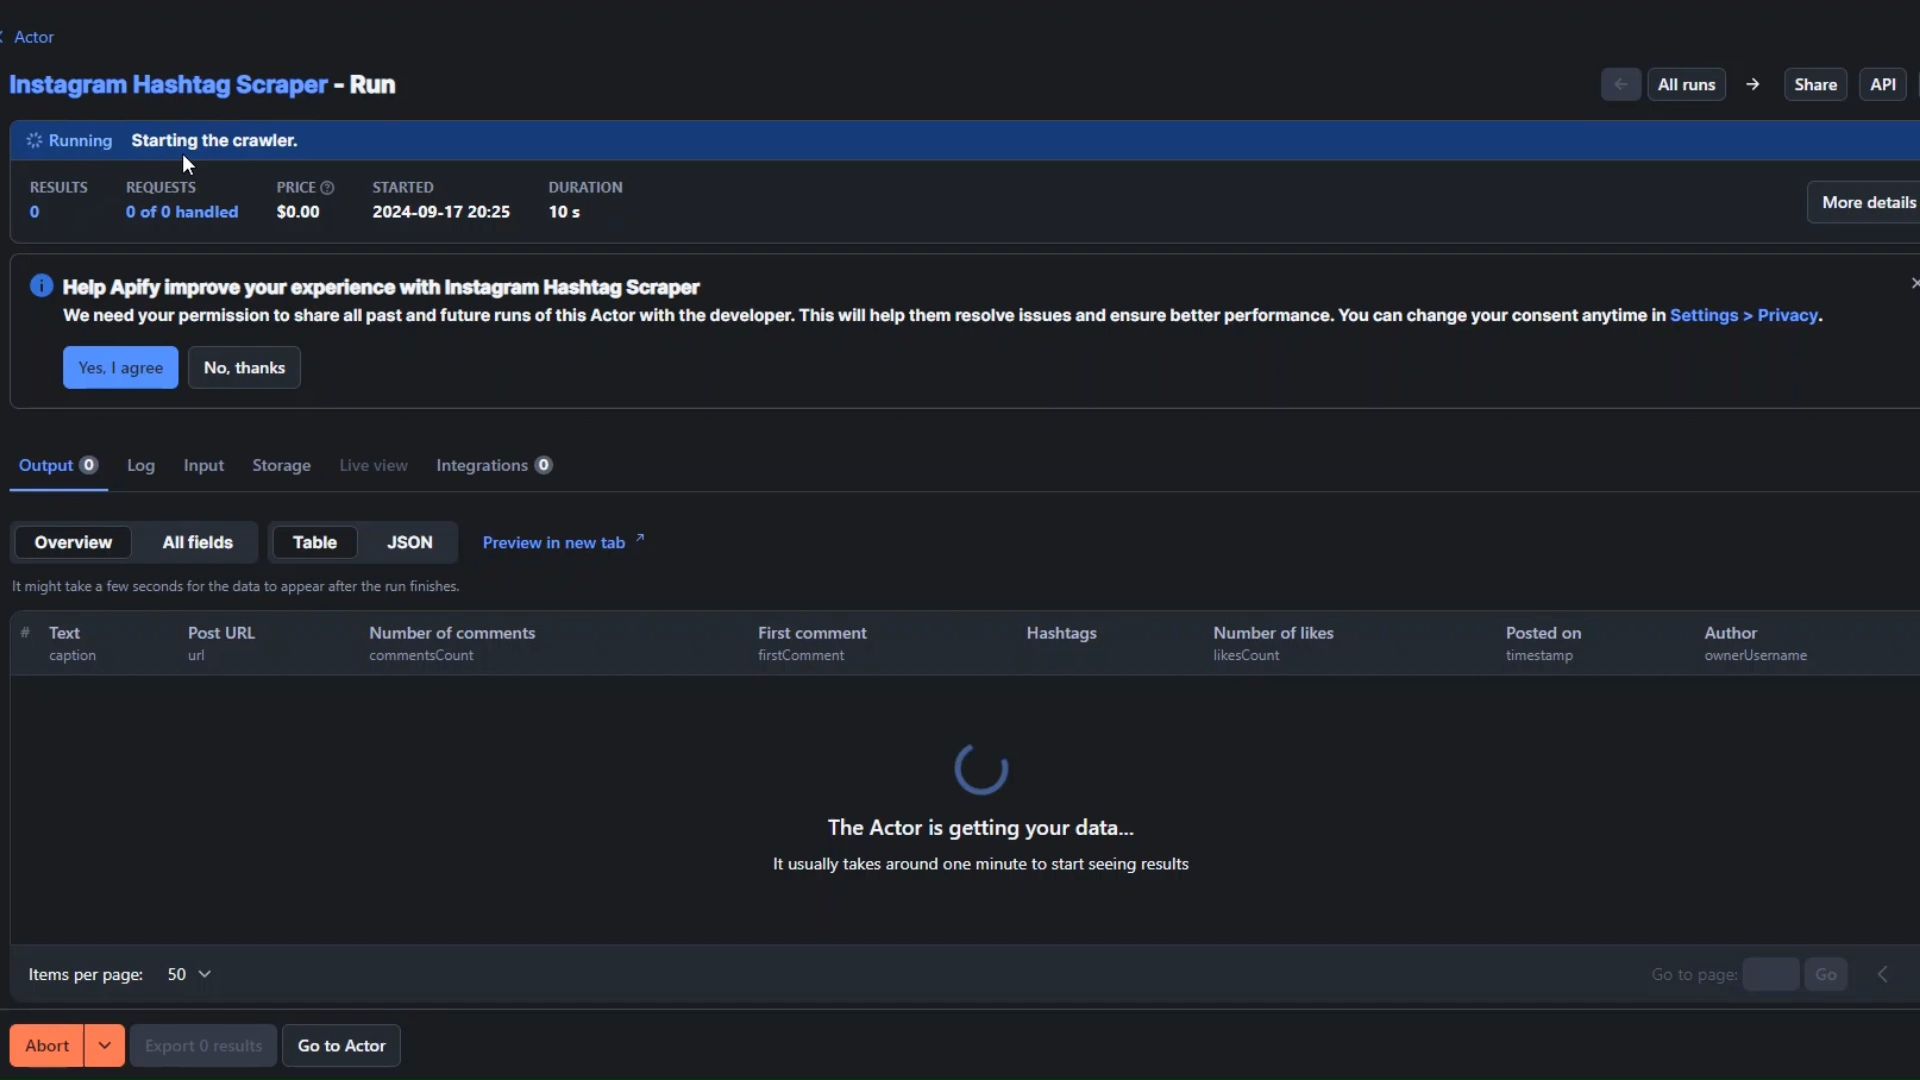 Actor
Instagram Hashtag Scraper - Run
All runs
Share
API
Running Starting the crawler.
RESULTS REQUESTS PRICE STARTED DURATION
0 0 of 0 handled $0.00 2024-09-17 20:25 10 s
More details
Help Apify improve your experience with Instagram Hashtag Scraper
We need your permission to share all past and future runs of this Actor with the developer. This will help them resolve issues and ensure better performance. You can change your consent anytime in Settings > Privacy.
Yes, I agree No, thanks
Output 0 Log Input Storage Live view Integrations 0
Overview All fields Table JSON Preview in new tab
It might take a few seconds for the data to appear after the run finishes.
# Text Post URL Number of comments First comment Hashtags Number of likes Posted on Author
caption url commentsCount firstComment likesCount timestamp ownerUsername
The Actor is getting your data...
It usually takes around one minute to start seeing results
Items per page: 50 Go to page: Go
Abort Export 0 results Go to Actor